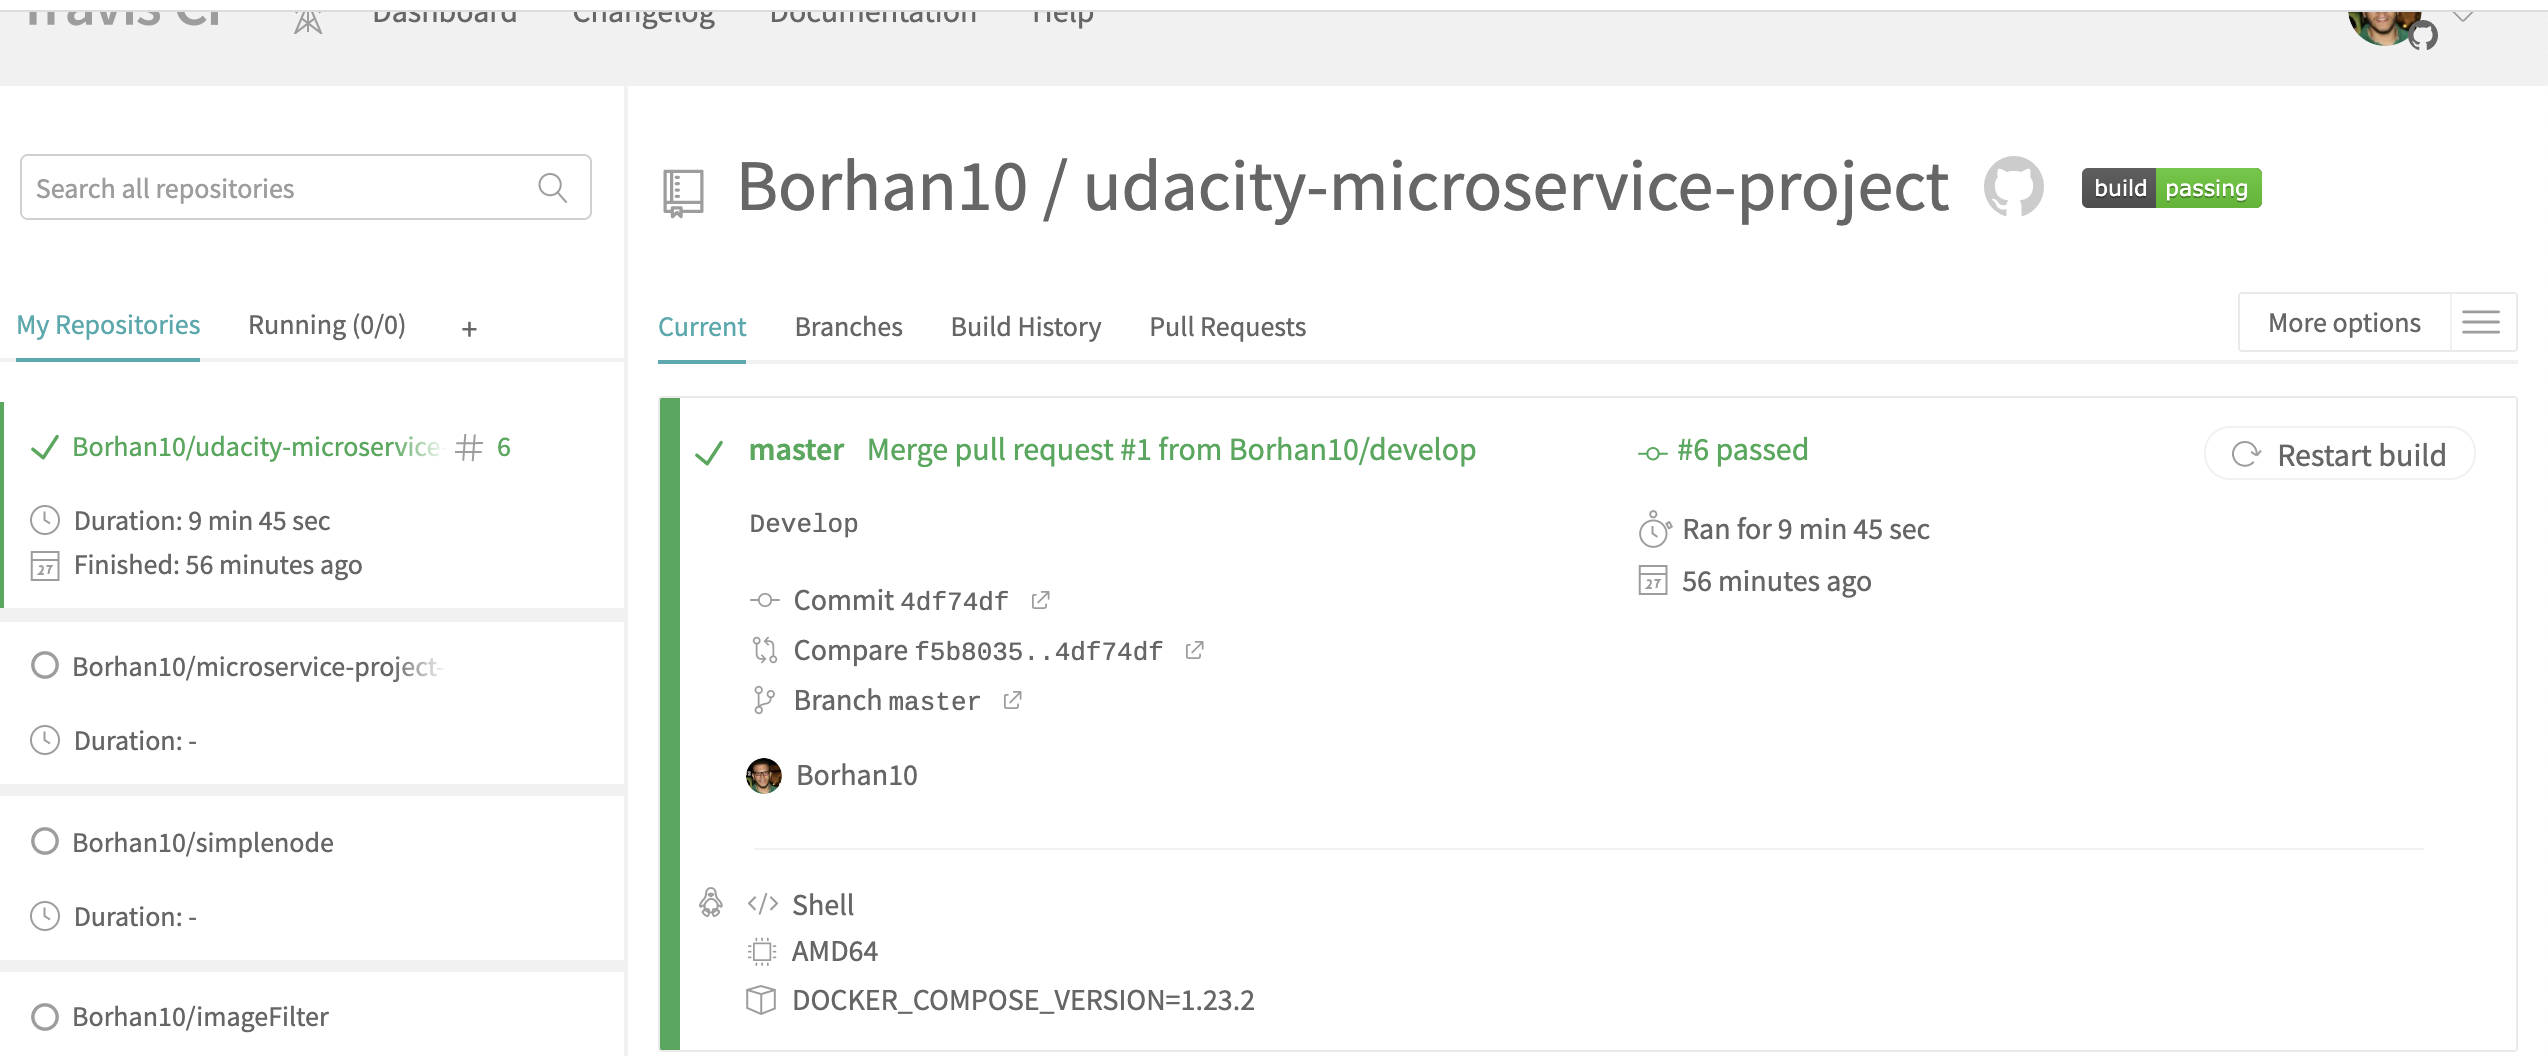 Travis CI Dashboard Changelog Documentation Help
Search all repositories
My Repositories Running (0/0) +
Borhan10/udacity-microservice- # 6
Duration: 9 min 45 sec
Finished: 56 minutes ago
Borhan10/microservice-project-
Duration: -
Borhan10/simplenode
Duration: -
Borhan10/imageFilter
Borhan10 / udacity-microservice-project build passing
Current Branches Build History Pull Requests More options
master Merge pull request #1 from Borhan10/develop
Develop
Commit 4df74df
Compare f5b8035..4df74df
Branch master
Borhan10
#6 passed
Ran for 9 min 45 sec
56 minutes ago
Restart build
Shell
AMD64
DOCKER_COMPOSE_VERSION=1.23.2